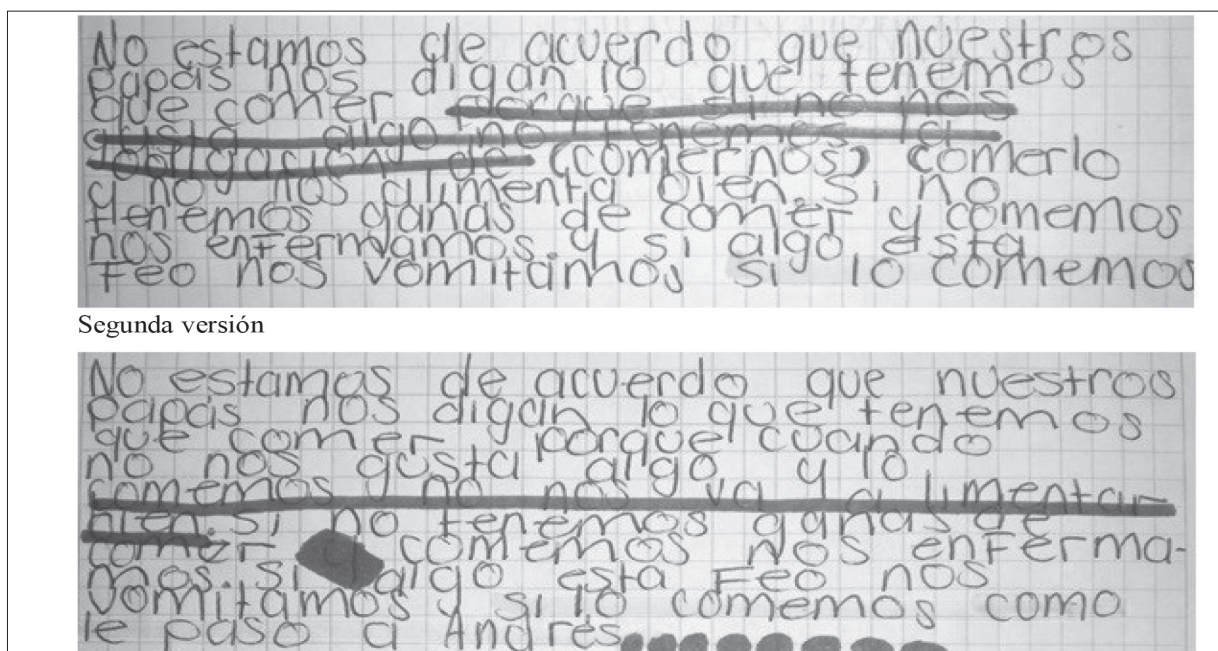 No estamos de acuerdo que nuestros
papás nos digan lo que tenemos
que comer porque si no nos
gusta algo no tenemos la
obligación de (comernos) comerlo
y no nos alimenta bien. Si no
tenemos ganas de comer y comemos
nos enfermamos. y si algo esta
Feo nos vomitamos si lo comemos
Segunda versión
No estamos de acuerdo que nuestros
papás nos digan lo que tenemos
que comer porque cuando
no nos gusta algo y lo
comemos no nos va a alimentar
bien. Si no tenemos ganas de
comer y comemos nos enferma-
mos. si algo esta Feo nos
vomitamos y si lo comemos como
le paso a Andrés